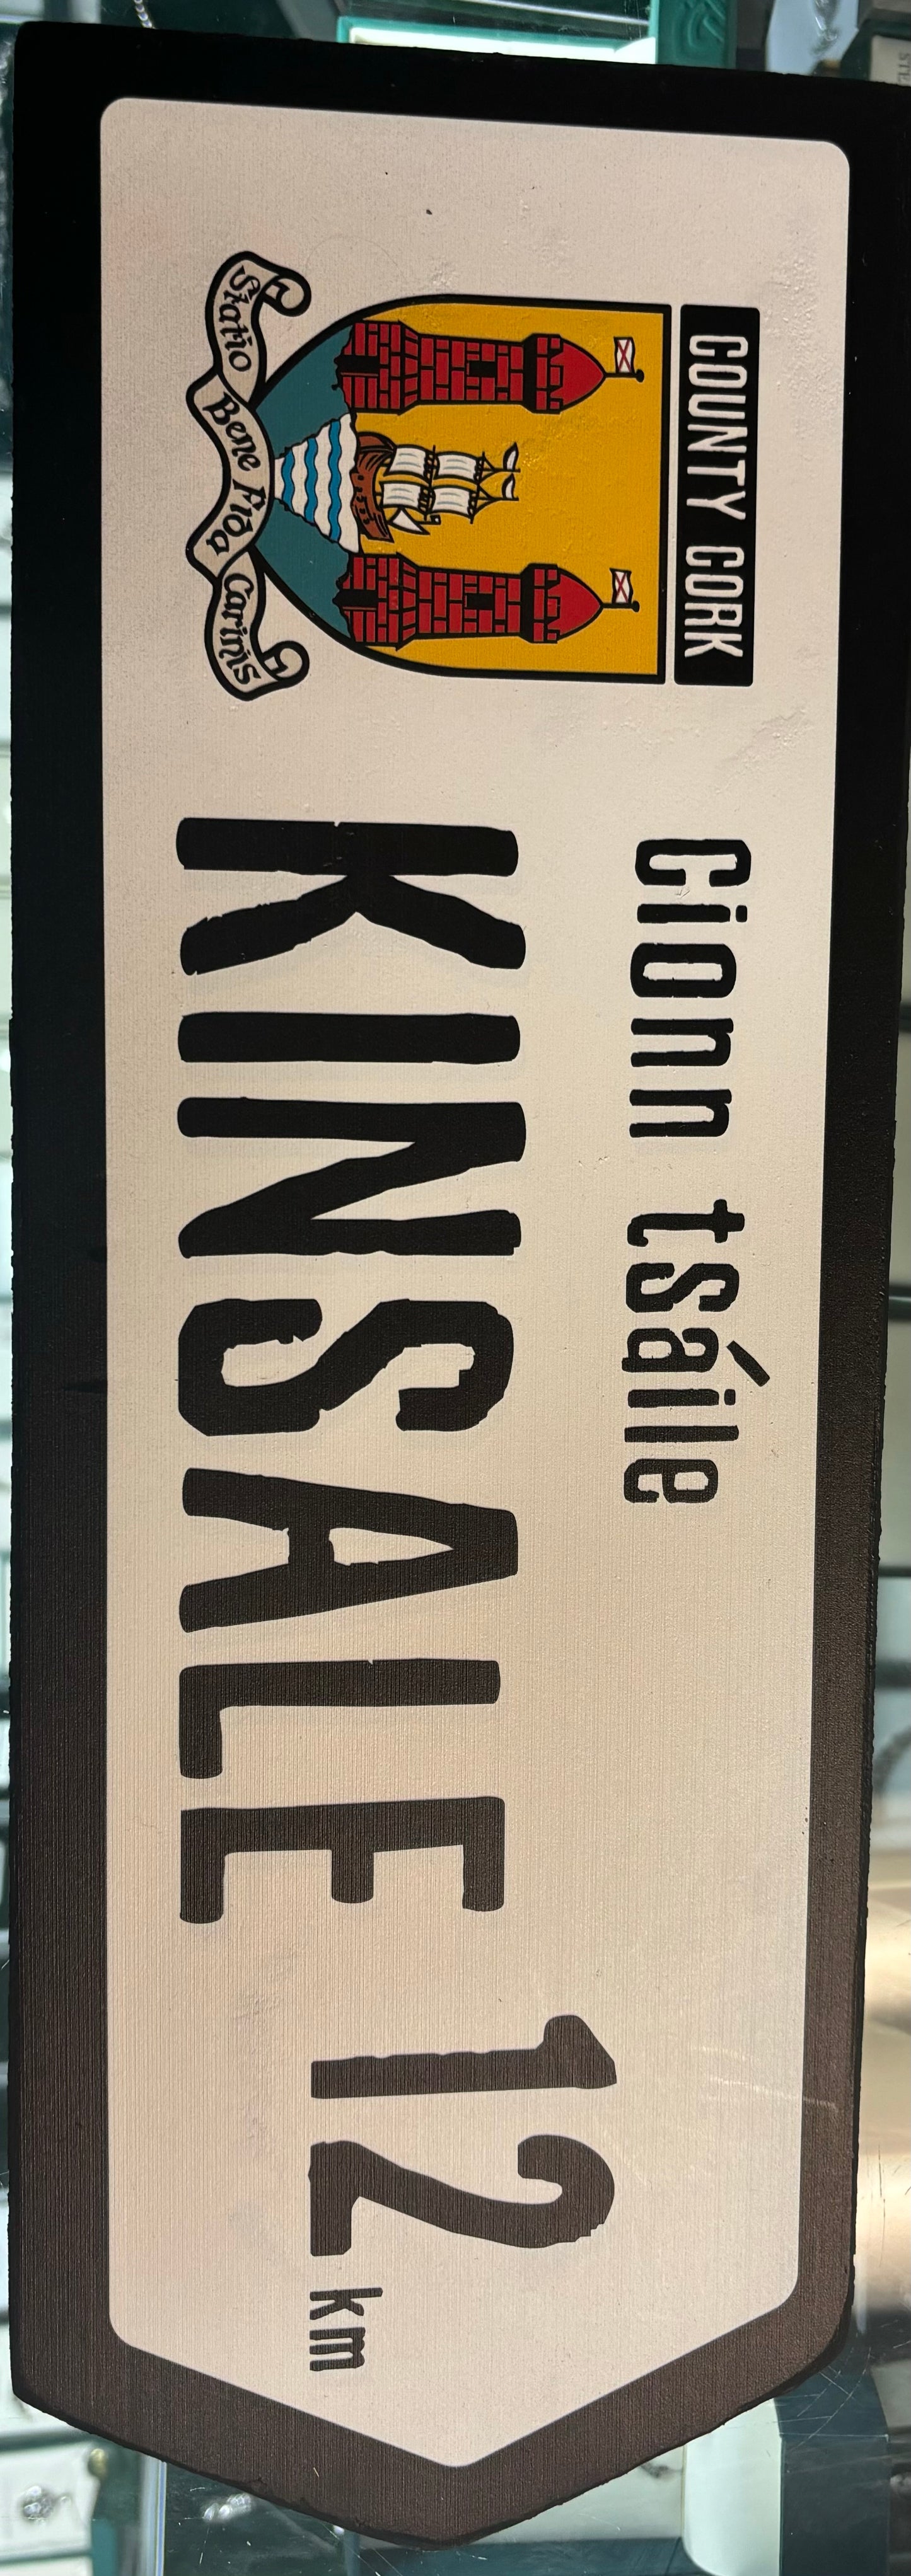 COUNTY CORK
Statio Bene Fida Carinis
Cionn tsáile
KINSALE
12 km